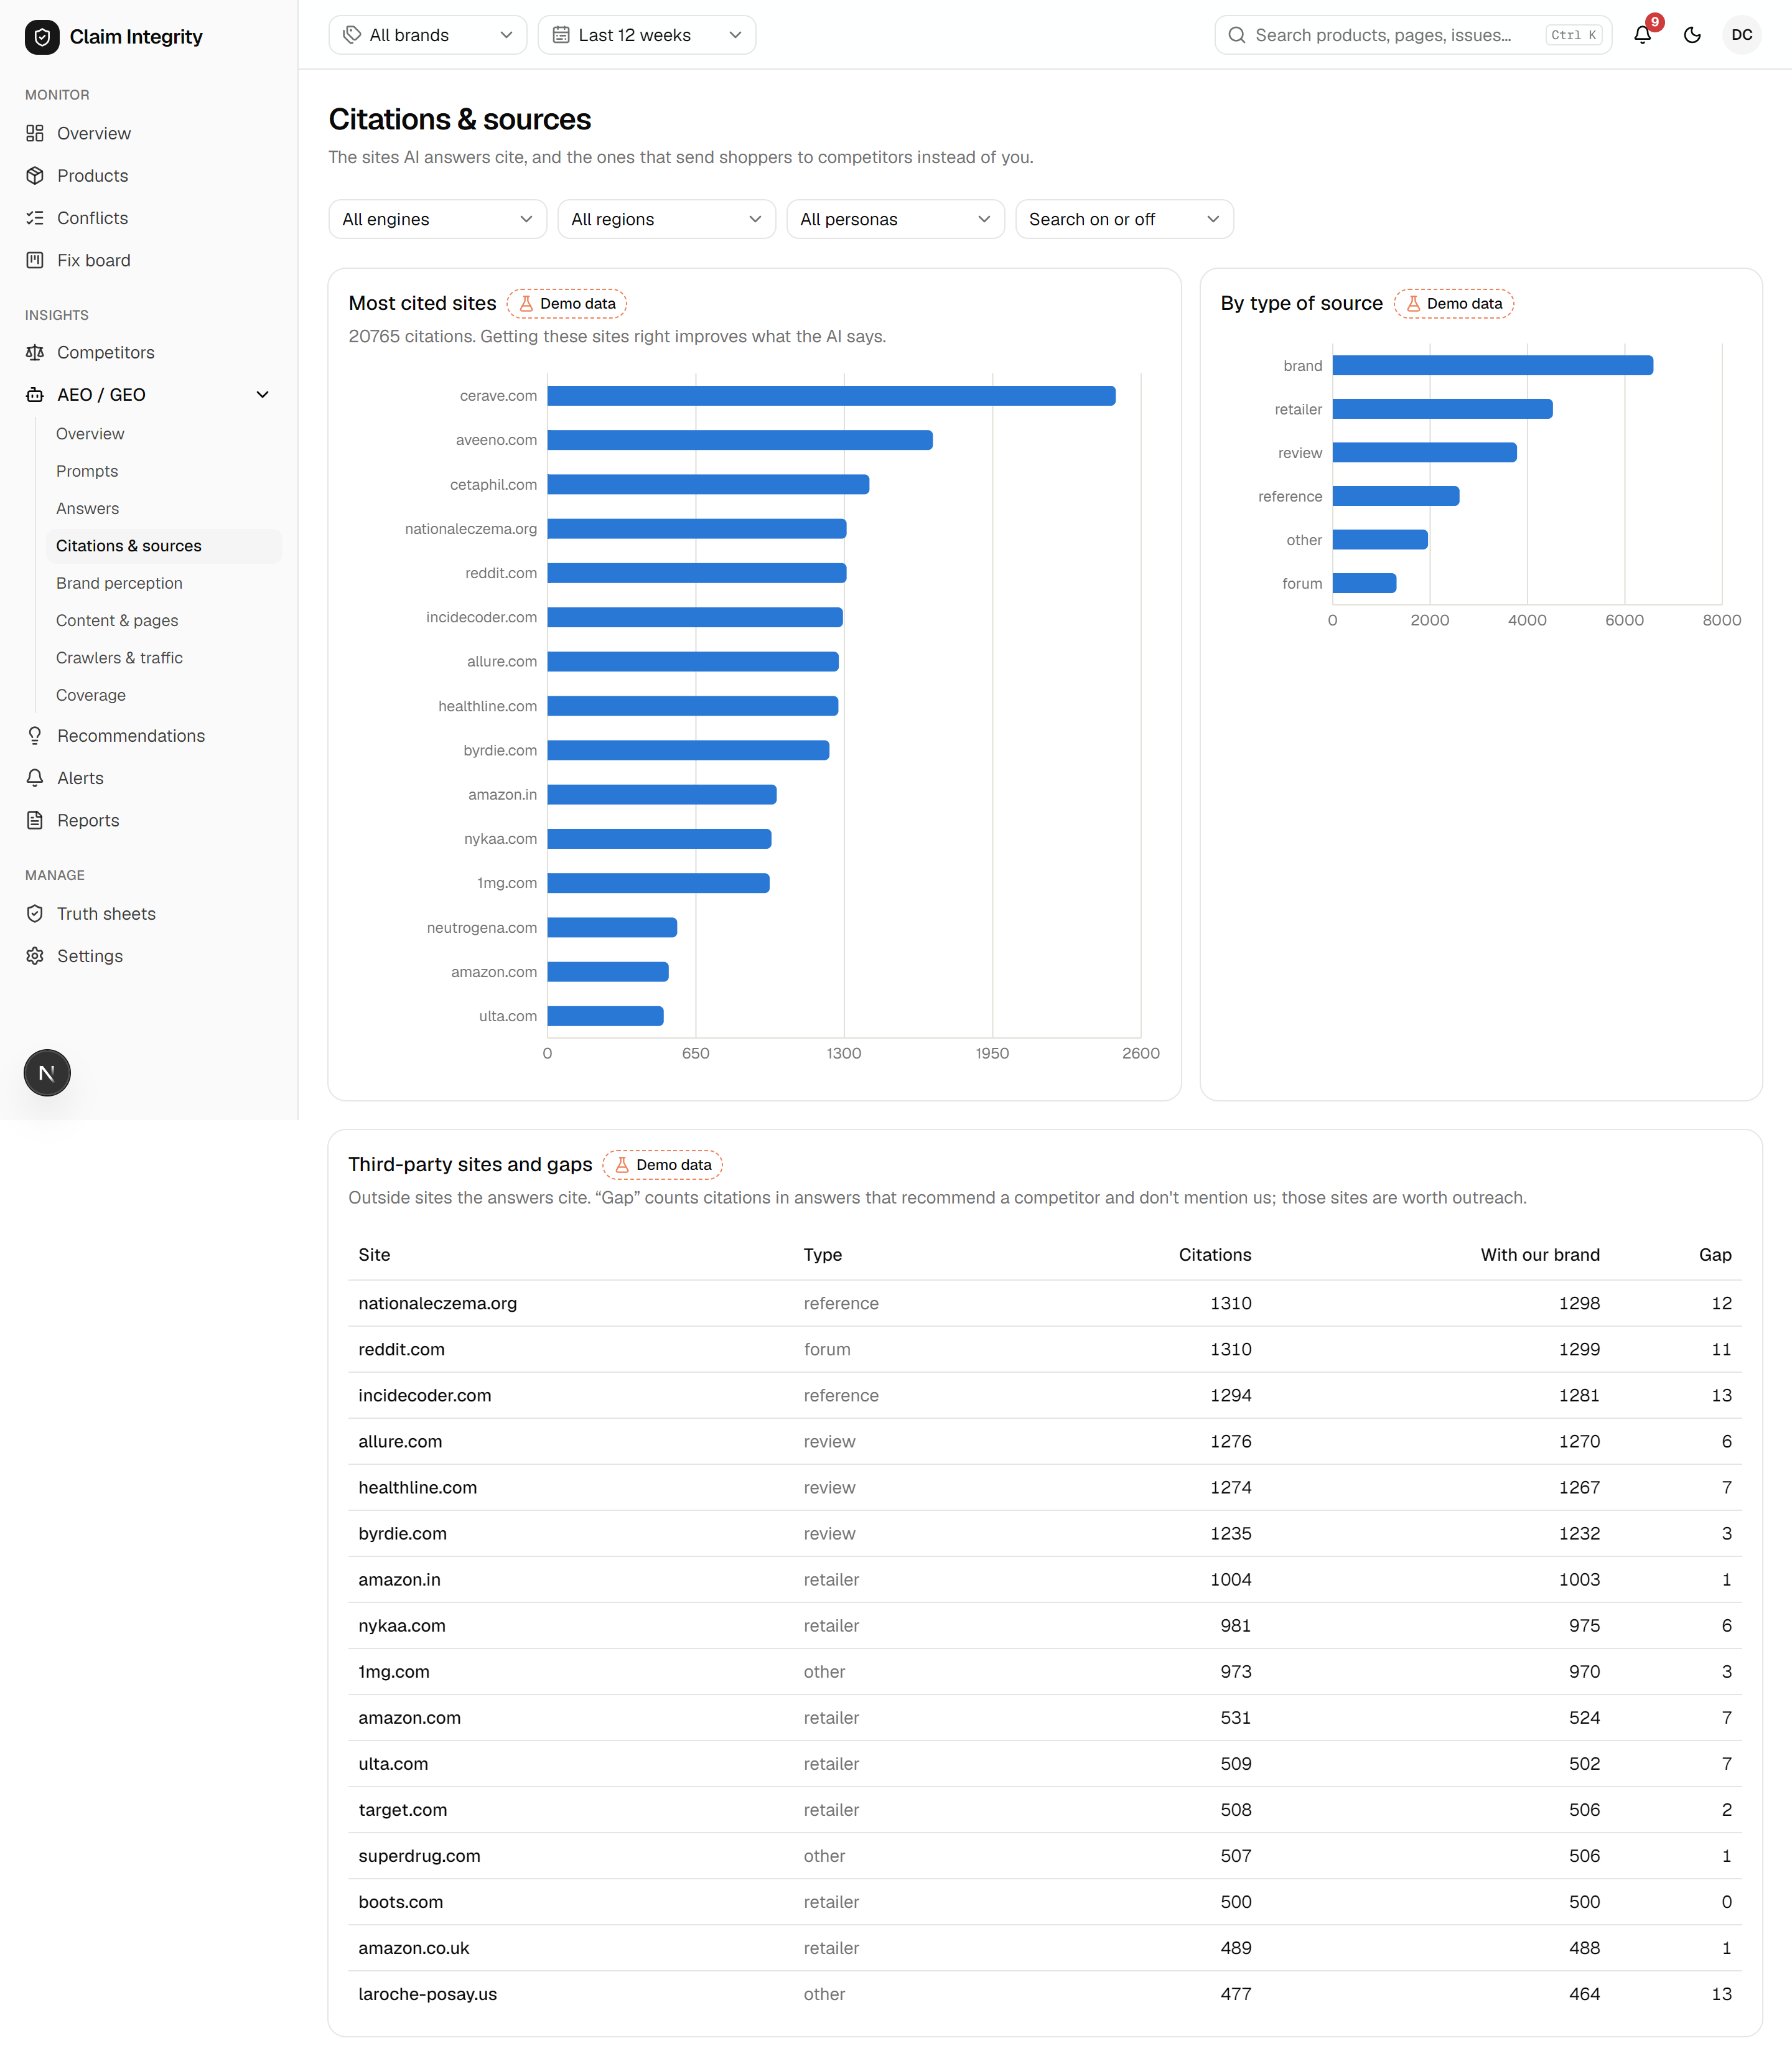 Claim Integrity
All brands
Last 12 weeks
Search products, pages, issues...
Ctrl K
9
DC
MONITOR
Overview
Products
Conflicts
Fix board
INSIGHTS
Competitors
AEO / GEO
Overview
Prompts
Answers
Citations & sources
Brand perception
Content & pages
Crawlers & traffic
Coverage
Recommendations
Alerts
Reports
MANAGE
Truth sheets
Settings
N
Citations & sources
The sites AI answers cite, and the ones that send shoppers to competitors instead of you.
All engines
All regions
All personas
Search on or off
Most cited sites
Demo data
20765 citations. Getting these sites right improves what the AI says.
cerave.com
aveeno.com
cetaphil.com
nationaleczema.org
reddit.com
incidecoder.com
allure.com
healthline.com
byrdie.com
amazon.in
nykaa.com
1mg.com
neutrogena.com
amazon.com
ulta.com
0 650 1300 1950 2600
By type of source
Demo data
brand
retailer
review
reference
other
forum
0 2000 4000 6000 8000
Third-party sites and gaps
Demo data
Outside sites the answers cite. “Gap” counts citations in answers that recommend a competitor and don't mention us; those sites are worth outreach.
Site Type Citations With our brand Gap
nationaleczema.org reference 1310 1298 12
reddit.com forum 1310 1299 11
incidecoder.com reference 1294 1281 13
allure.com review 1276 1270 6
healthline.com review 1274 1267 7
byrdie.com review 1235 1232 3
amazon.in retailer 1004 1003 1
nykaa.com retailer 981 975 6
1mg.com other 973 970 3
amazon.com retailer 531 524 7
ulta.com retailer 509 502 7
target.com retailer 508 506 2
superdrug.com other 507 506 1
boots.com retailer 500 500 0
amazon.co.uk retailer 489 488 1
laroche-posay.us other 477 464 13